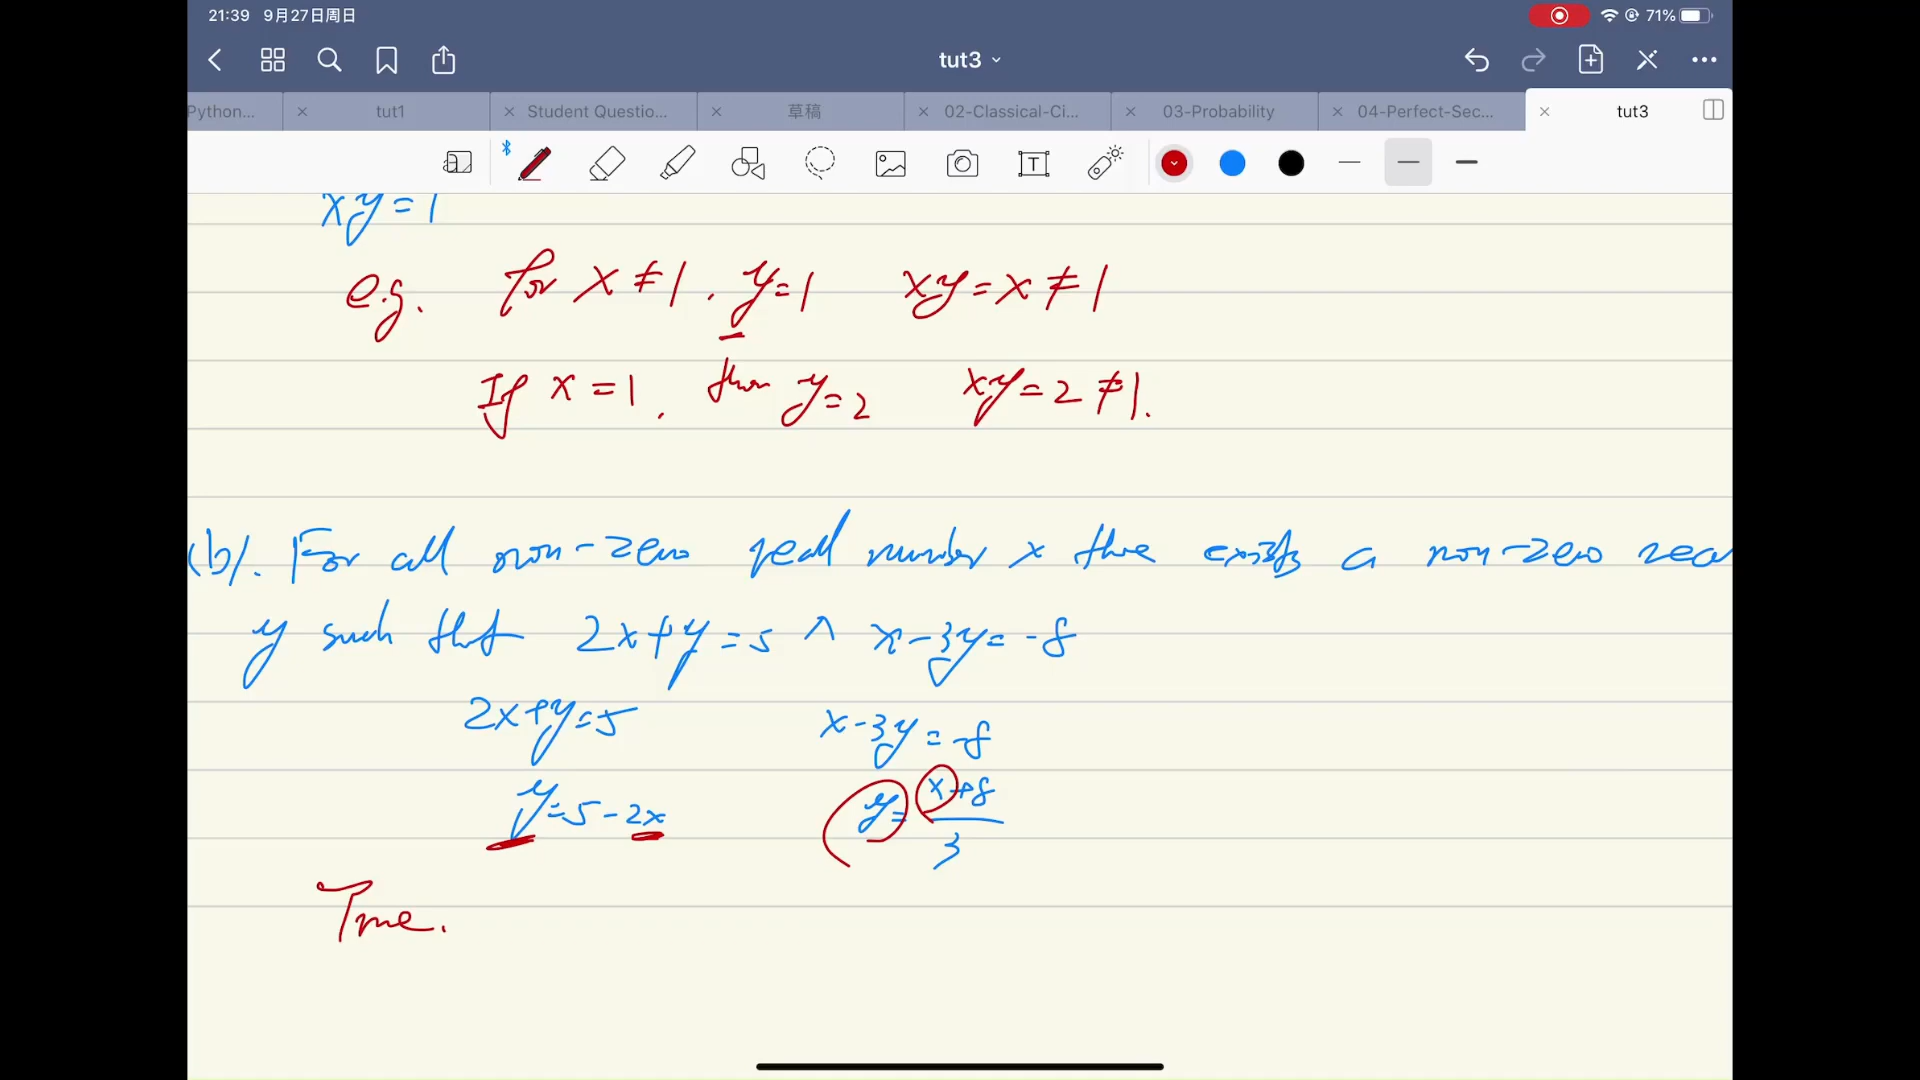 21:39 9月27日周日 71%
tut3
Python... tut1 Student Questio... 草稿 02-Classical-Ci... 03-Probability 04-Perfect-Sec... tut3
xy=1
e.g. for x≠1. y=1 xy=x≠1
If x=1. then y=2 xy=2≠1.
(b). For all non-zero real number x there exists a non-zero real
y such that 2x+y=5 ∧ x-3y=-8
2x+y=5 x-3y=-8
y=5-2x y=(x+8)/3
True.